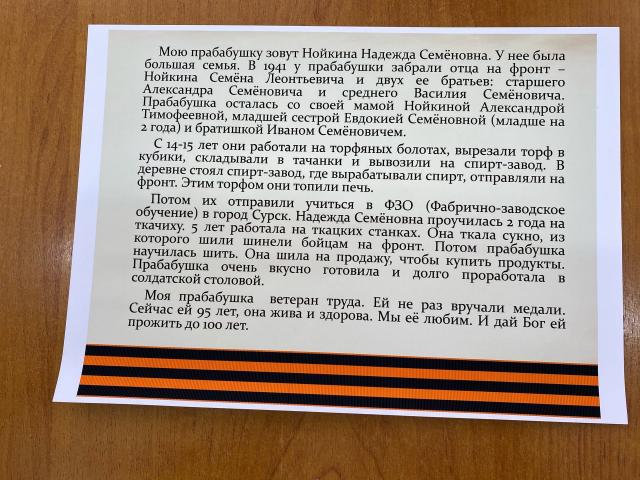 Мою прабабушку зовут Нойкина Надежда Семёновна. У нее была
большая семья. В 1941 у прабабушки забрали отца на фронт –
Нойкина Семёна Леонтьевича и двух ее братьев: старшего
Александра Семёновича и среднего Василия Семёновича.
Прабабушка осталась со своей мамой Нойкиной Александрой
Тимофеевной, младшей сестрой Евдокией Семёновной (младше на
2 года) и братишкой Иваном Семёновичем.
С 14-15 лет они работали на торфяных болотах, вырезали торф в
кубики, складывали в тачанки и вывозили на спирт-завод. В
деревне стоял спирт-завод, где вырабатывали спирт, отправляли на
фронт. Этим торфом они топили печь.
Потом их отправили учиться в ФЗО (Фабрично-заводское
обучение) в город Сурск. Надежда Семёновна проучилась 2 года на
ткачиху. 5 лет работала на ткацких станках. Она ткала сукно, из
которого шили шинели бойцам на фронт. Потом прабабушка
научилась шить. Она шила на продажу, чтобы купить продукты.
Прабабушка очень вкусно готовила и долго проработала в
солдатской столовой.
Моя прабабушка ветеран труда. Ей не раз вручали медали.
Сейчас ей 95 лет, она жива и здорова. Мы её любим. И дай Бог ей
прожить до 100 лет.